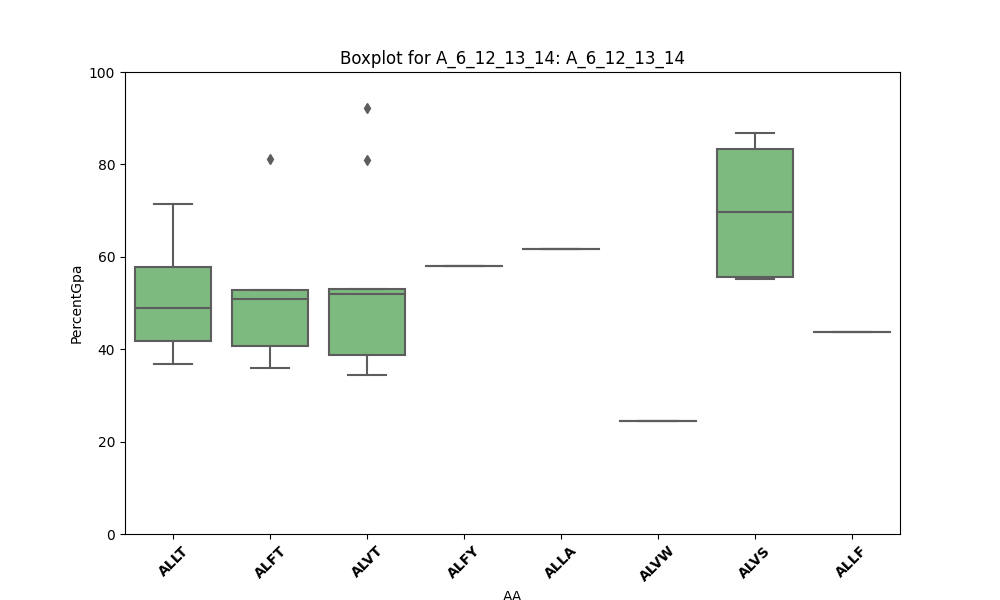 Boxplot for A_6_12_13_14: A_6_12_13_14
100
80
60
40
20
0
PercentGpa
ALLT
ALFT
ALVT
ALFY
ALLA
ALVW
ALVS
ALLF
AA